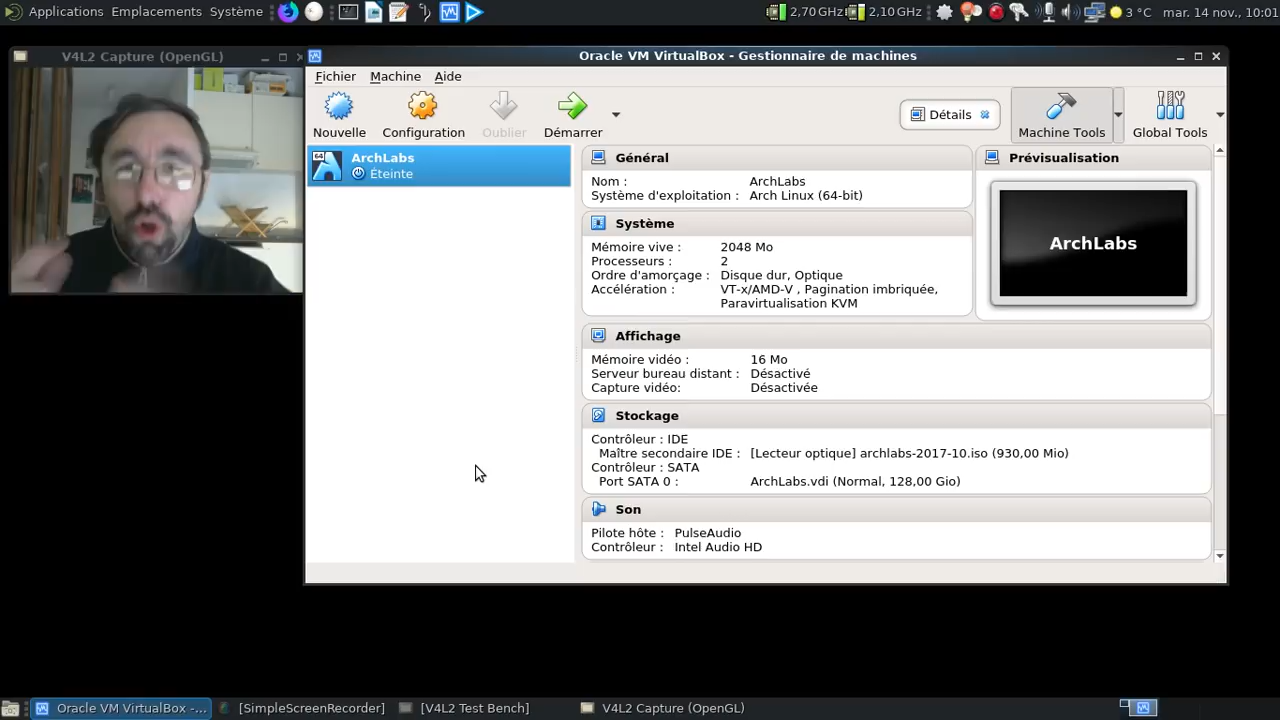 Applications Emplacements Système 2,70 GHz 2,10 GHz 3 °C mar. 14 nov., 10:01
V4L2 Capture (OpenGL)
Oracle VM VirtualBox - Gestionnaire de machines
Fichier Machine Aide
Nouvelle Configuration Oublier Démarrer Détails Machine Tools Global Tools
64 ArchLabs
Éteinte
Général
Nom : ArchLabs
Système d'exploitation : Arch Linux (64-bit)
Système
Mémoire vive : 2048 Mo
Processeurs : 2
Ordre d'amorçage : Disque dur, Optique
Accélération : VT-x/AMD-V , Pagination imbriquée,
Paravirtualisation KVM
Prévisualisation
ArchLabs
Affichage
Mémoire vidéo : 16 Mo
Serveur bureau distant : Désactivé
Capture vidéo: Désactivée
Stockage
Contrôleur : IDE
Maître secondaire IDE : [Lecteur optique] archlabs-2017-10.iso (930,00 Mio)
Contrôleur : SATA
Port SATA 0 : ArchLabs.vdi (Normal, 128,00 Gio)
Son
Pilote hôte : PulseAudio
Contrôleur : Intel Audio HD
Oracle VM VirtualBox -... [SimpleScreenRecorder] [V4L2 Test Bench] V4L2 Capture (OpenGL)